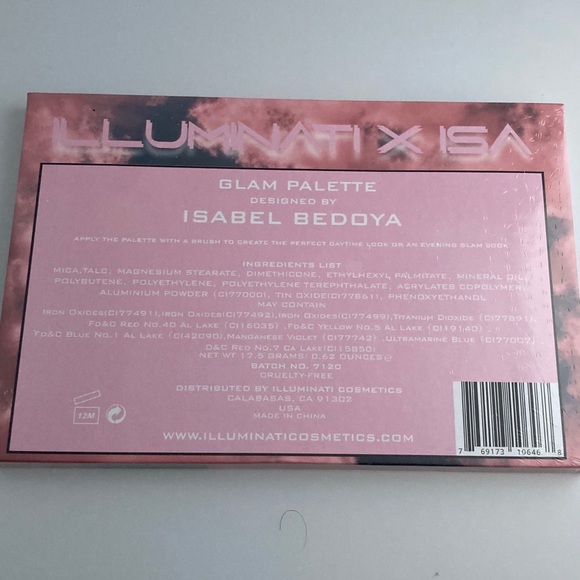 ILLUMINATI X ISA
GLAM PALETTE
DESIGNED BY
ISABEL BEDOYA
APPLY THE PALETTE WITH A BRUSH TO CREATE THE PERFECT DAYTIME LOOK OR AN EVENING GLAM LOOK
INGREDIENTS LIST
MICA,TALC, MAGNESIUM STEARATE, DIMETHICONE, ETHYLHEXYL PALMITATE, MINERAL OIL,
POLYBUTENE, POLYETHYLENE, POLYETHYLENE TEREPHTHALATE, ACRYLATES COPOLYMER,
ALUMINIUM POWDER (CI77000), TIN OXIDE(CI77861), PHENOXYETHANOL
MAY CONTAIN
IRON OXIDES(CI77491),IRON OXIDES(CI77492),IRON OXIDES(CI77499),TITANIUM DIOXIDE (CI77891),
FD&C RED NO.40 AL LAKE (CI16035) ,FD&C YELLOW NO.5 AL LAKE (CI19140) ,
FD&C BLUE NO.1 AL LAKE (CI42090),MANGANESE VIOLET (CI77742) ,ULTRAMARINE BLUE (CI77007),
D&C RED NO.7 CA LAKE(CI15850)
NET WT 17.5 GRAMS/ 0.62 OUNCES e
BATCH NO. 7120
CRUELTY-FREE
DISTRIBUTED BY ILLUMINATI COSMETICS
CALABASAS, CA 91302
USA
MADE IN CHINA
12M
WWW.ILLUMINATICOSMETICS.COM
7 69173 10646 8